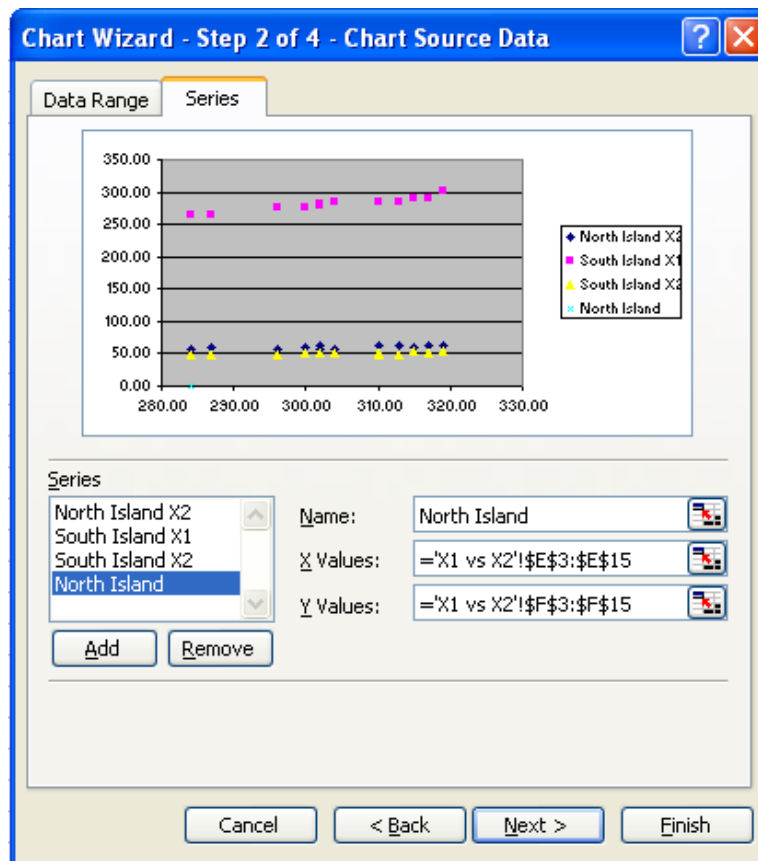 Chart Wizard - Step 2 of 4 - Chart Source Data
Data Range Series
350.00
300.00
250.00
200.00
150.00
100.00
50.00
0.00
280.00 290.00 300.00 310.00 320.00 330.00
North Island X2
South Island X1
South Island X2
North Island
Series
North Island X2
South Island X1
South Island X2
North Island
Add Remove
Name: North Island
X Values: ='X1 vs X2'!$E$3:$E$15
Y Values: ='X1 vs X2'!$F$3:$F$15
Cancel < Back Next > Finish